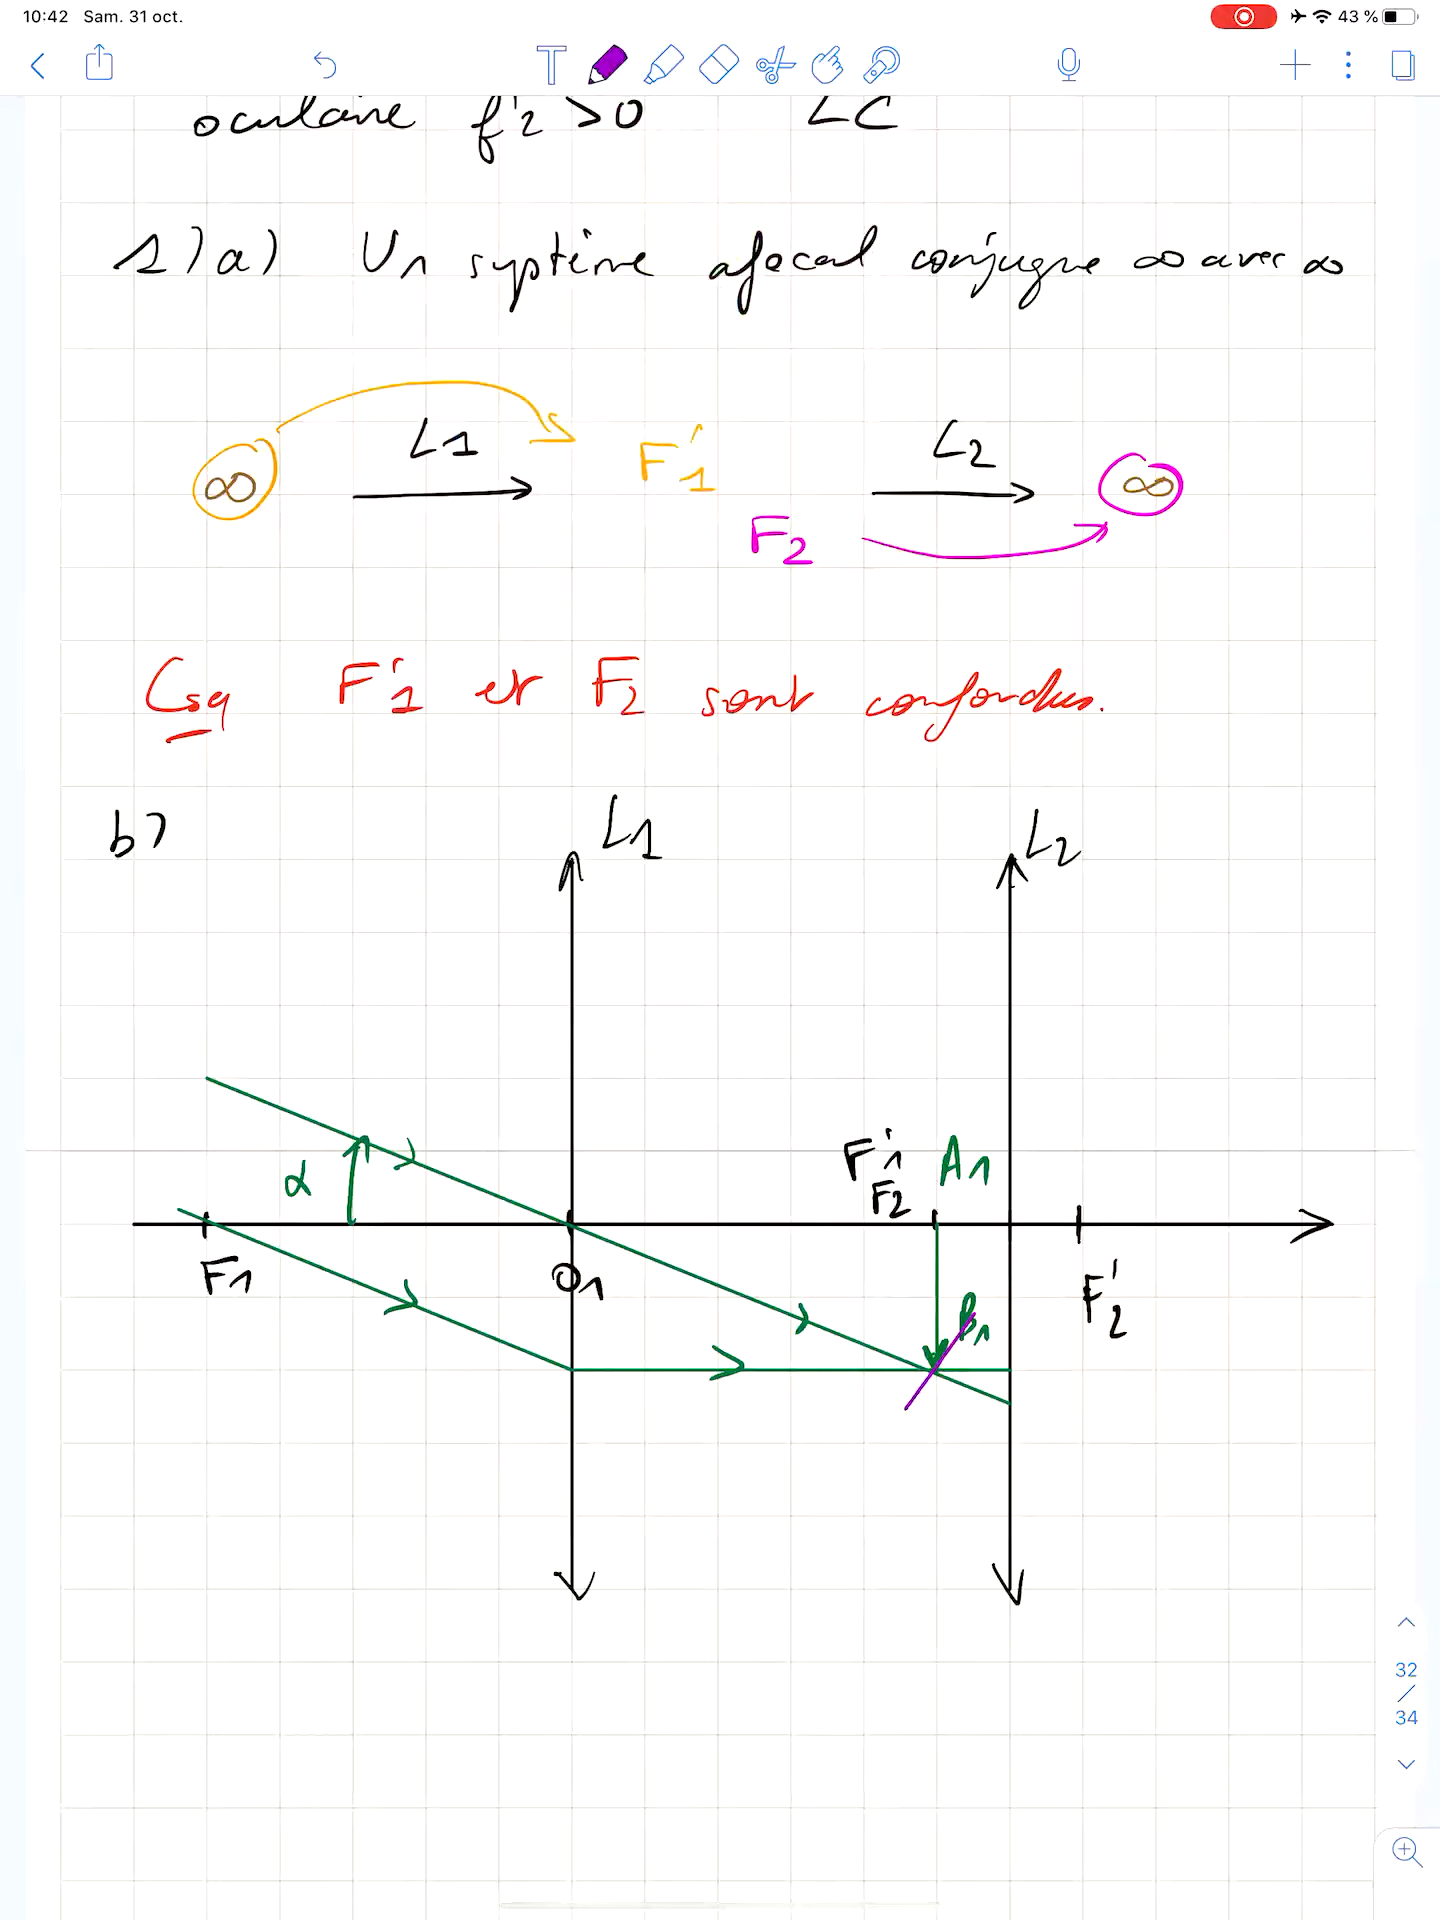 10:42 Sam. 31 oct. 43 %
T
oculaire f'2 >0 LC
1)a) Un système afocal conjugue ∞ avec ∞
∞ L1 F'1 L2 ∞
F2
Csq F'1 et F2 sont confondus.
b) L1 L2
F'1 A1
α F2
F1 O1 F'2
B1
32
/
34